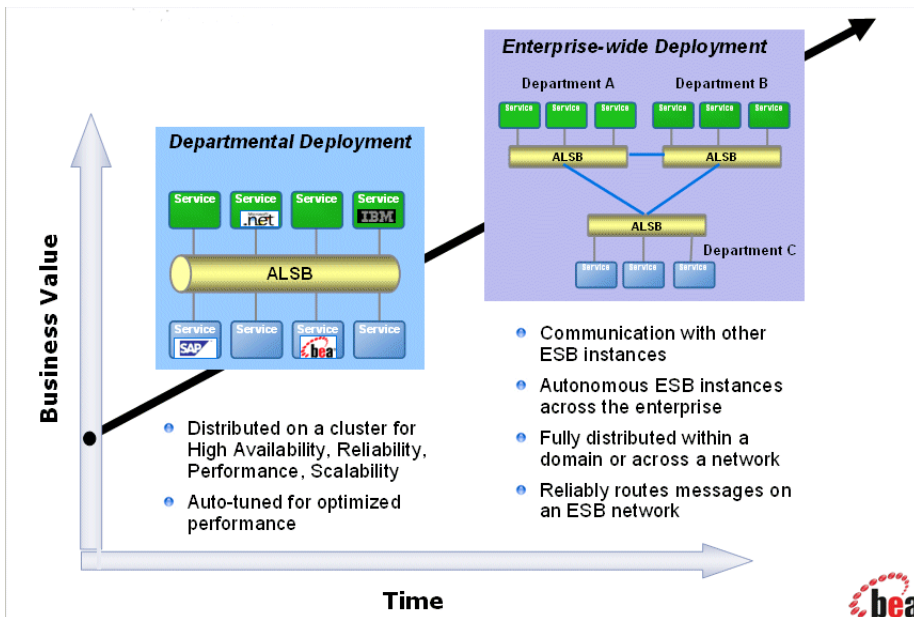 Enterprise-wide Deployment
Department A
Department B
Service
Service
Service
Service
Service
Service
ALSB
ALSB
ALSB
Department C
Service
Service
Service
Departmental Deployment
Service
Service
Service
Service
Microsoft
.net
IBM
ALSB
Service
Service
Service
Service
SAP
bea
Business Value
Distributed on a cluster for
High Availability, Reliability,
Performance, Scalability
Auto-tuned for optimized
performance
Communication with other
ESB instances
Autonomous ESB instances
across the enterprise
Fully distributed within a
domain or across a network
Reliably routes messages on
an ESB network
Time
bea